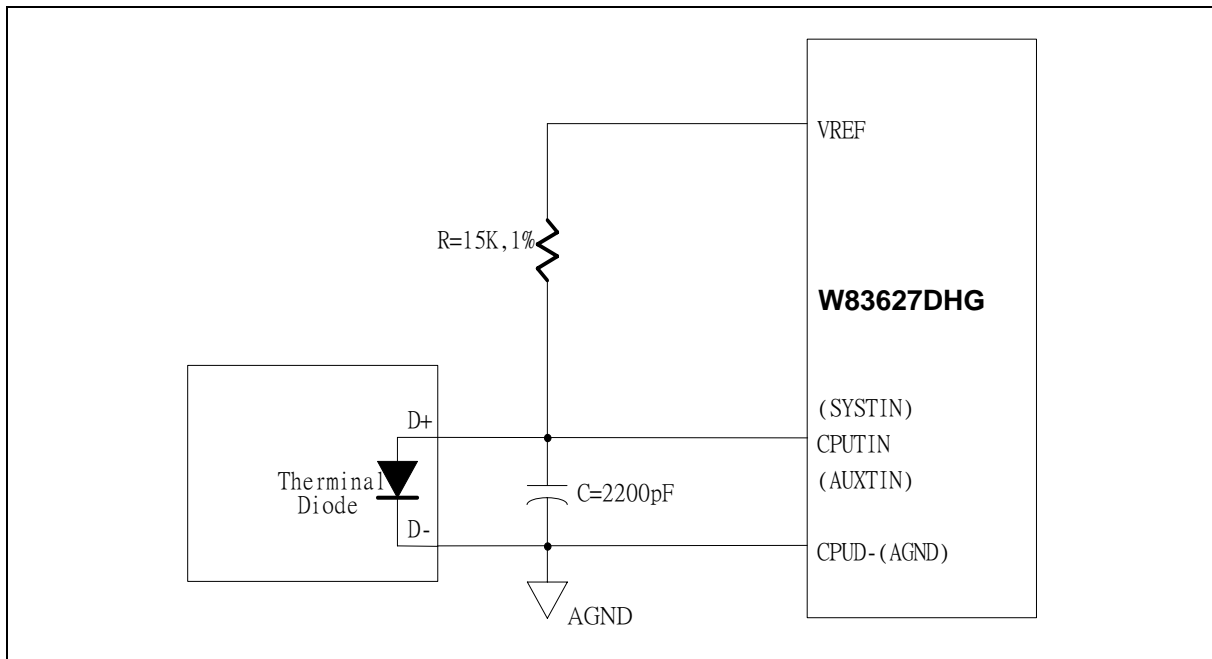 VREF
R=15K,1%
W83627DHG
(SYSTIN)
D+
CPUTIN
Therminal
Diode
(AUXTIN)
C=2200pF
D-
CPUD-(AGND)
AGND